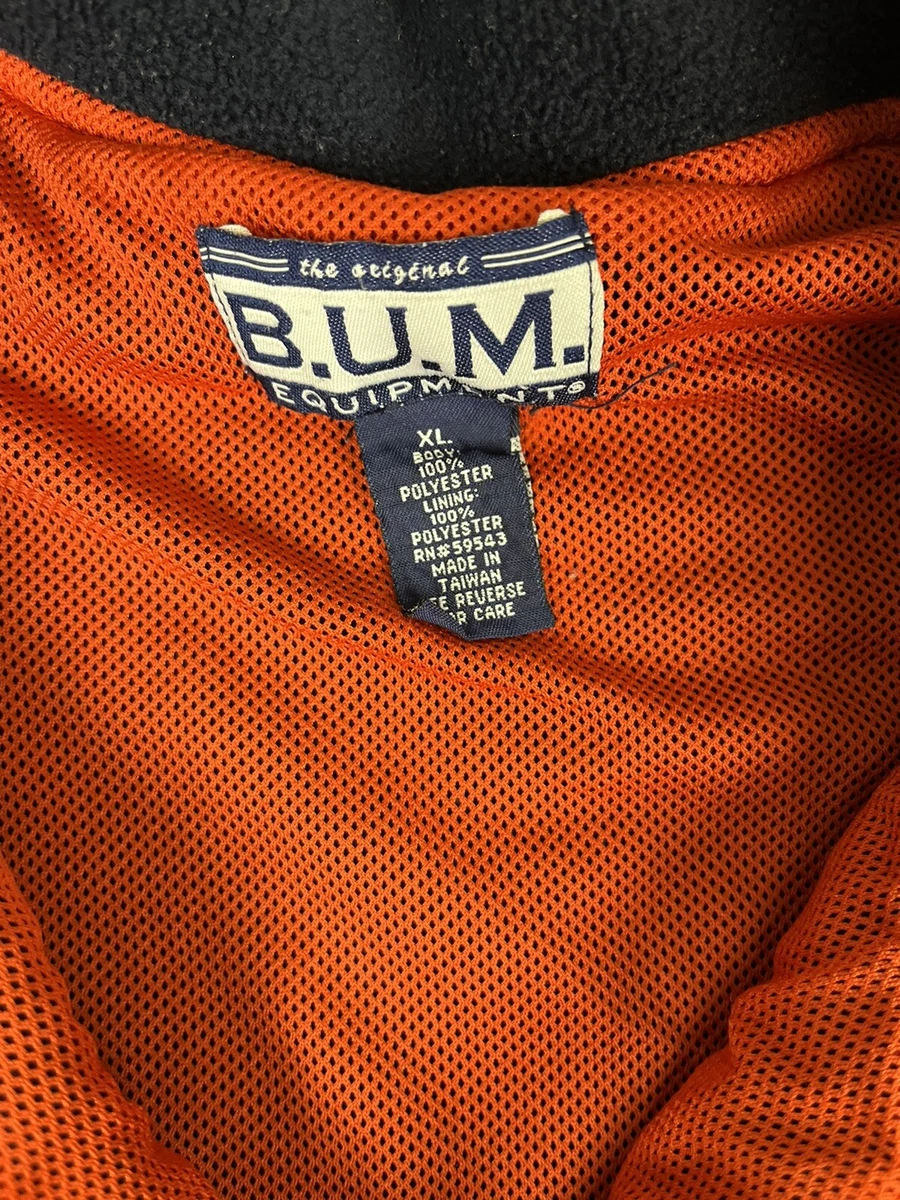 the original
B.U.M.
EQUIPMENT®
XL.
BODY:
100%
POLYESTER
LINING:
100%
POLYESTER
RN#59543
MADE IN
TAIWAN
REVERSE
CARE